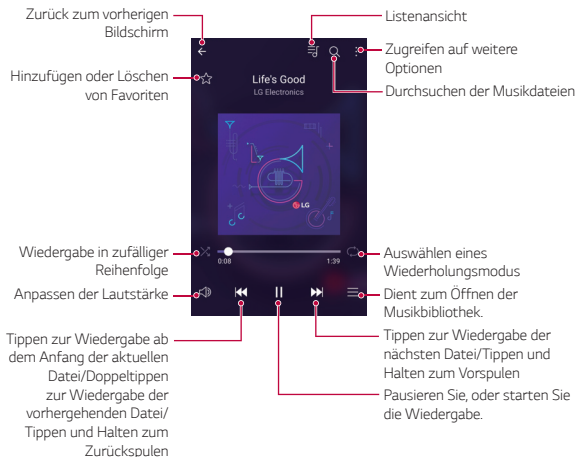 Zurück zum vorherigen
Bildschirm
Hinzufügen oder Löschen
von Favoriten
Wiedergabe in zufälliger
Reihenfolge
Anpassen der Lautstärke
Tippen zur Wiedergabe ab
dem Anfang der aktuellen
Datei/Doppeltippen
zur Wiedergabe der
vorhergehenden Datei/
Tippen und Halten zum
Zurückspulen
Life's Good
LG Electronics
LG
0:08
1:39
Listenansicht
Zugreifen auf weitere
Optionen
Durchsuchen der Musikdateien
Auswählen eines
Wiederholungsmodus
Dient zum Öffnen der
Musikbibliothek.
Tippen zur Wiedergabe der
nächsten Datei/Tippen und
Halten zum Vorspulen
Pausieren Sie, oder starten Sie
die Wiedergabe.